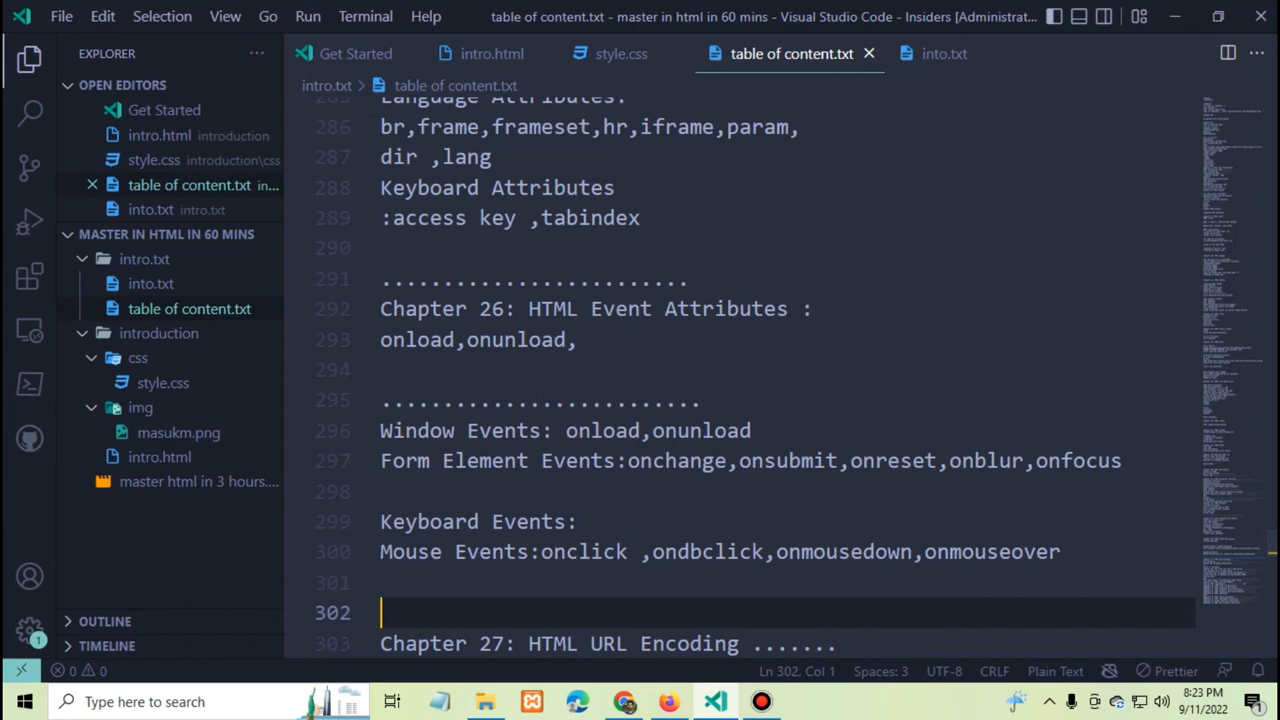 File Edit Selection View Go Run Terminal Help table of content.txt - master in html in 60 mins - Visual Studio Code - Insiders [Administrat...
EXPLORER ...
OPEN EDITORS
Get Started
intro.html introduction
style.css introduction\css
table of content.txt in...
into.txt intro.txt
MASTER IN HTML IN 60 MINS
intro.txt
into.txt
table of content.txt
introduction
css
style.css
img
masukm.png
intro.html
master html in 3 hours....
OUTLINE
TIMELINE
Get Started intro.html style.css table of content.txt into.txt
intro.txt > table of content.txt
Language Attributes:
286 br,frame,frameset,hr,iframe,param,
287 dir ,lang
288 Keyboard Attributes
289 :access key ,tabindex
290
291 .........................
292 Chapter 26: HTML Event Attributes :
293 onload,onunload,
294
295 ..........................
296 Window Events: onload,onunload
297 Form Element Events:onchange,onsubmit,onreset,onblur,onfocus
298
299 Keyboard Events:
300 Mouse Events:onclick ,ondbclick,onmousedown,onmouseover
301
302
303 Chapter 27: HTML URL Encoding ........
1
0 0 Ln 302, Col 1 Spaces: 3 UTF-8 CRLF Plain Text Prettier
Type here to search
8:23 PM
9/11/2022
1